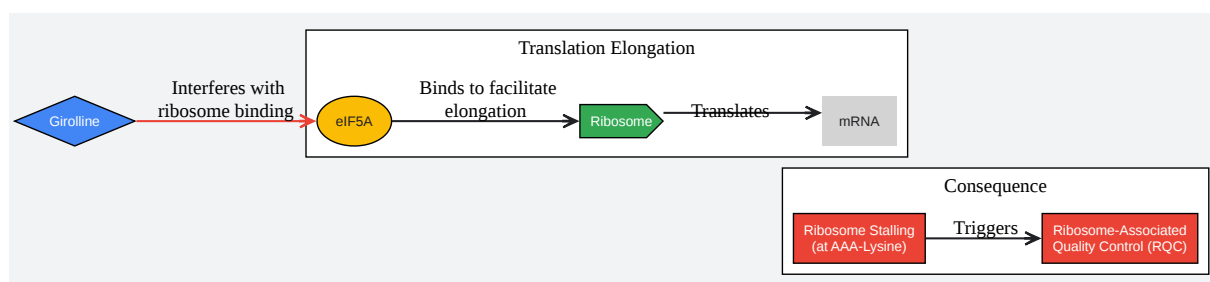 Translation Elongation
Interferes with
ribosome binding
Binds to facilitate
elongation
Translates
Girolline
eIF5A
Ribosome
mRNA
Consequence
Ribosome Stalling
(at AAA-Lysine)
Triggers
Ribosome-Associated
Quality Control (RQC)